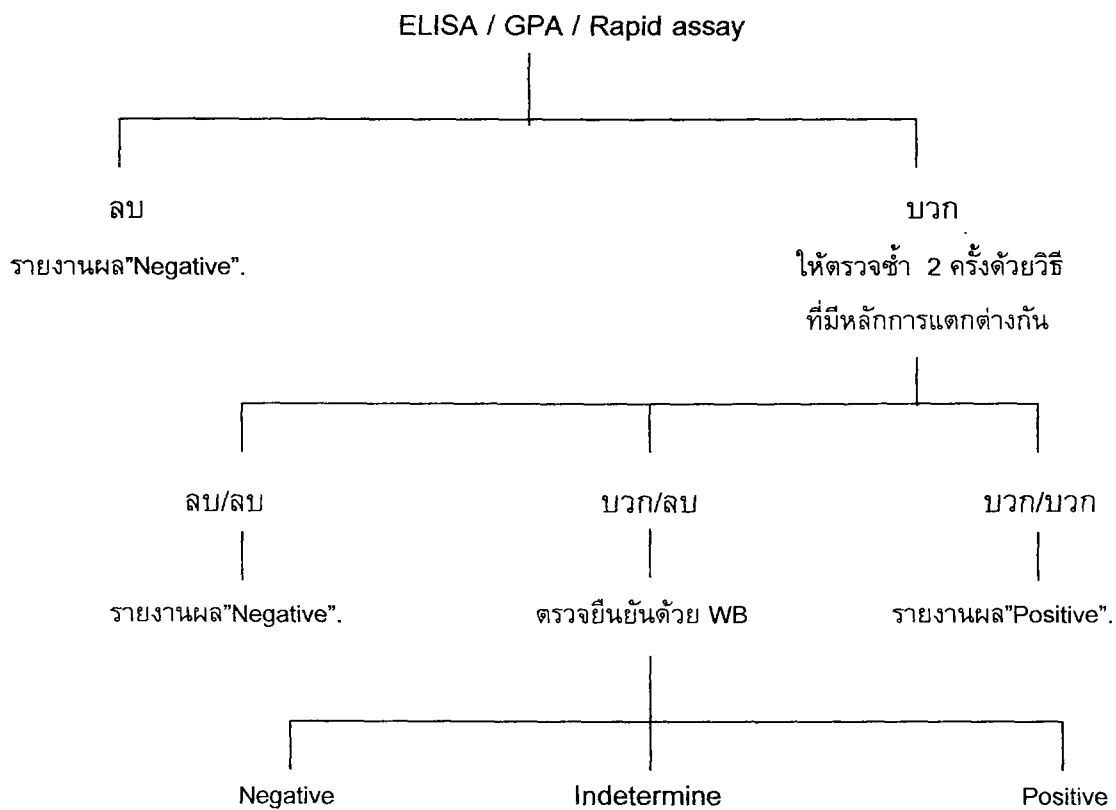 ELISA / GPA / Rapid assay
ลบ
บวก
รายงานผล"Negative".
ให้ตรวจซ้ำ 2 ครั้งด้วยวิธี
ที่มีหลักการแตกต่างกัน
ลบ/ลบ
บวก/ลบ
บวก/บวก
รายงานผล"Negative".
ตรวจยืนยันด้วย WB
รายงานผล"Positive".
Negative
Indetermine
Positive